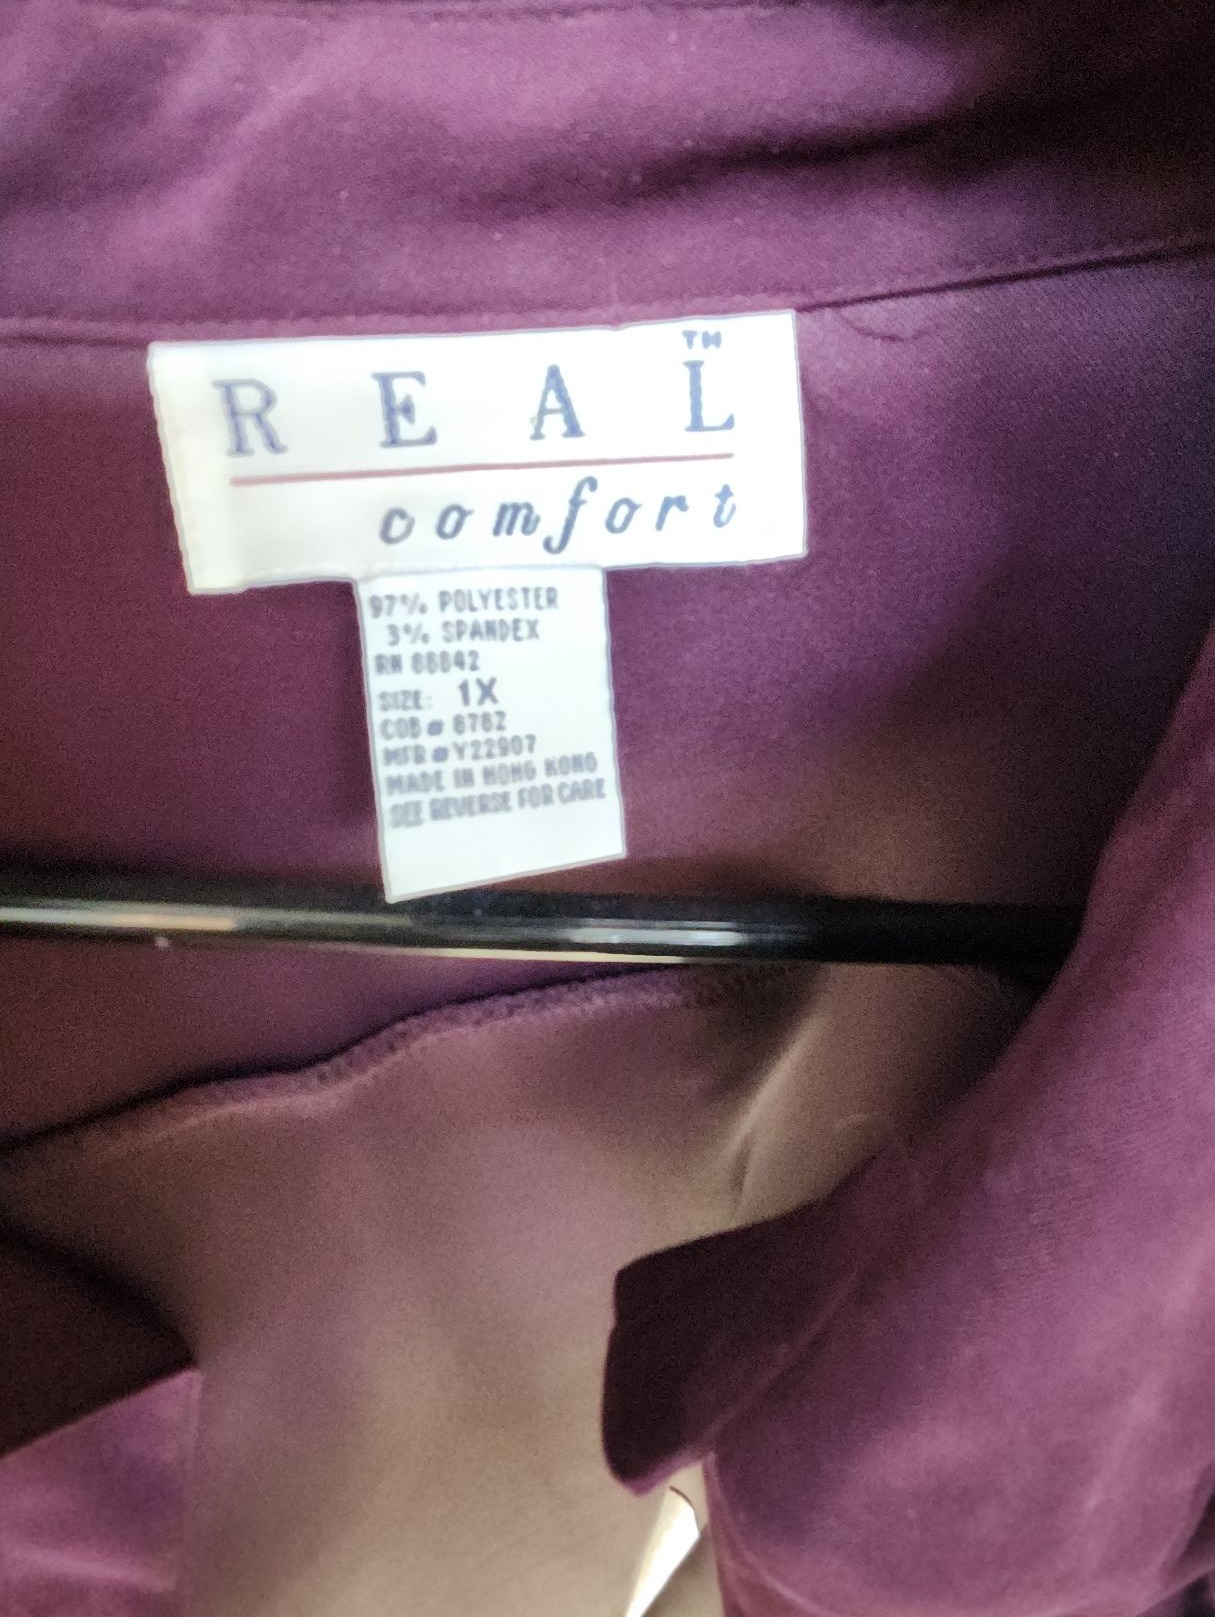 REAL™
comfort
97% POLYESTER
3% SPANDEX
RN 88842
SIZE: 1X
COB# 8782
MFR# Y22907
MADE IN HONG KONG
SEE REVERSE FOR CARE